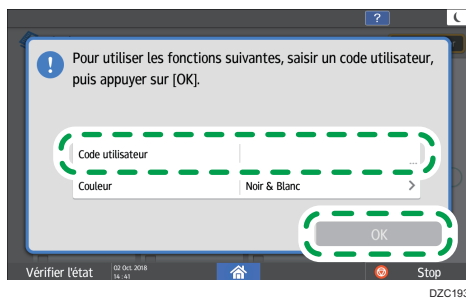 ?
Pour utiliser les fonctions suivantes, saisir un code utilisateur,
puis appuyer sur [OK].
Code utilisateur ...
Couleur Noir & Blanc >
OK
Vérifier l'état 02 Oct. 2018 Stop
14:41
DZC193